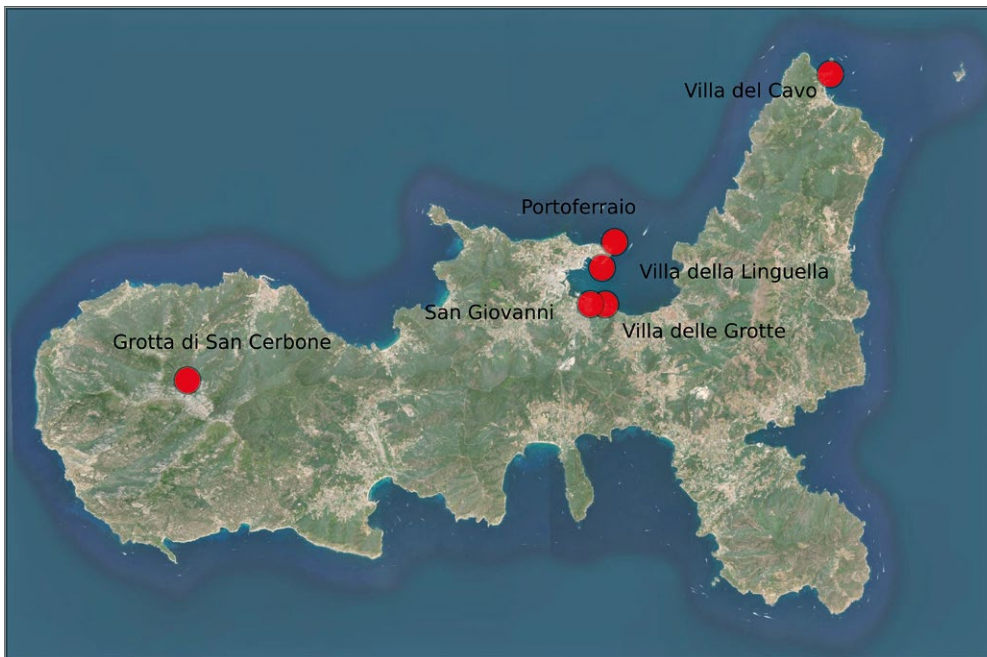 Villa del Cavo
Portoferraio
Villa della Linguella
San Giovanni
Villa delle Grotte
Grotta di San Cerbone